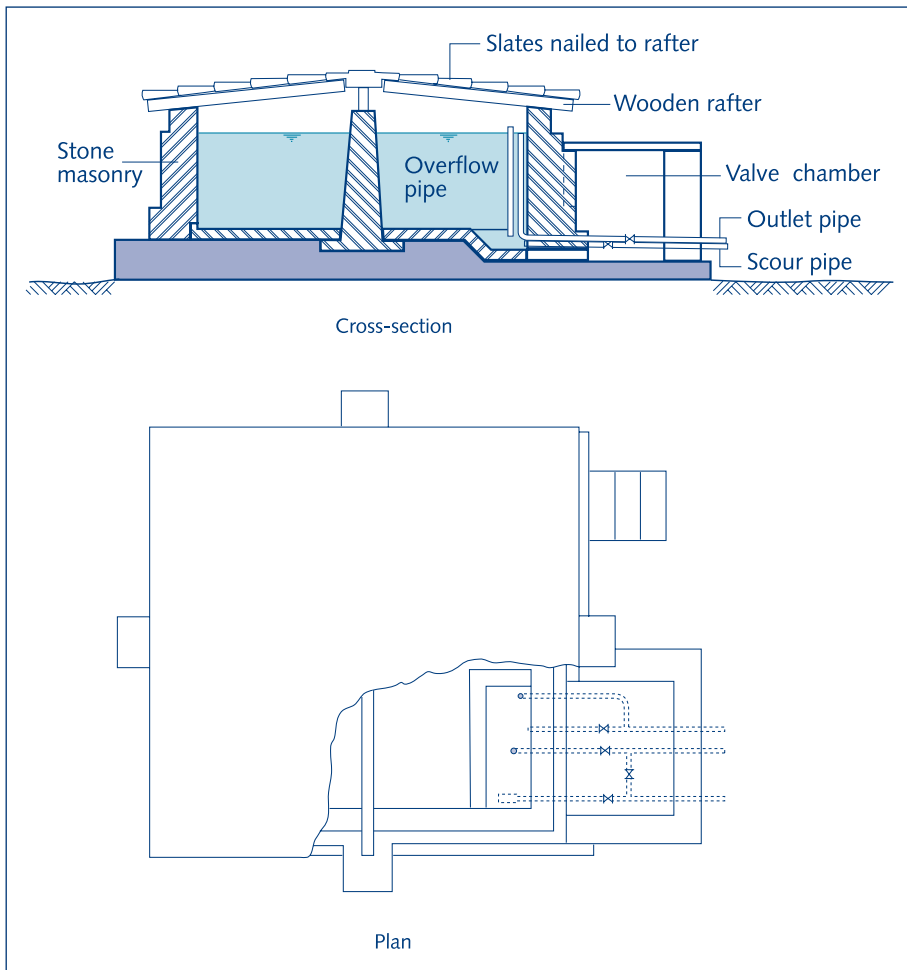 Slates nailed to rafter
Wooden rafter
Stone
masonry
Overflow
pipe
Valve chamber
Outlet pipe
Scour pipe
Cross-section
Plan